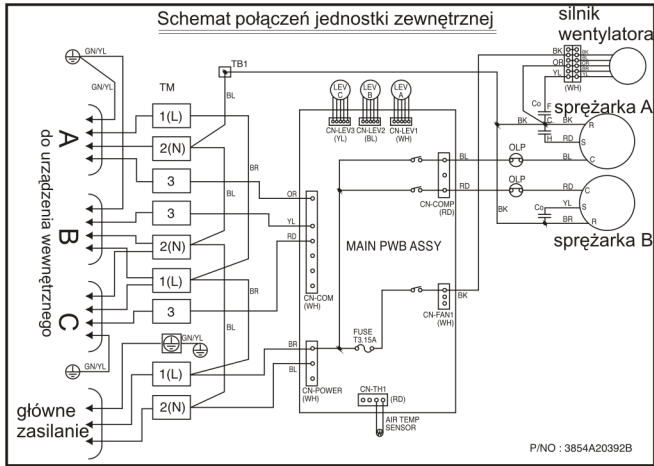 Schemat połączeń jednostki zewnętrznej
silnik
wentylatora
GN/YL
GN/YL
TM
TB1
BL
BK
OR
YL
BK
BL
OR
BK
YL
(WH)
LEV
C
LEV
B
LEV
A
CN-LEV3
(YL)
CN-LEV2
(BL)
CN-LEV1
(WH)
Co
F
C
H
BK
BK
RD
BL
R
S
C
sprężarka A
OLP
BL
RD
OLP
RD
YL
BR
Co
C
S
R
sprężarka B
BK
CN-COMP
(RD)
A
B
C
do urządzenia wewnętrznego
1(L)
2(N)
3
3
2(N)
1(L)
3
BR
BL
BR
BL
OR
YL
RD
CN-COM
(WH)
MAIN PWB ASSY
FUSE
T3.15A
BK
CN-FAN1
(WH)
GN/YL
1(L)
2(N)
BR
BL
CN-POWER
(WH)
CN-TH1
(RD)
AIR TEMP
SENSOR
główne
zasilanie
P/NO : 3854A20392B